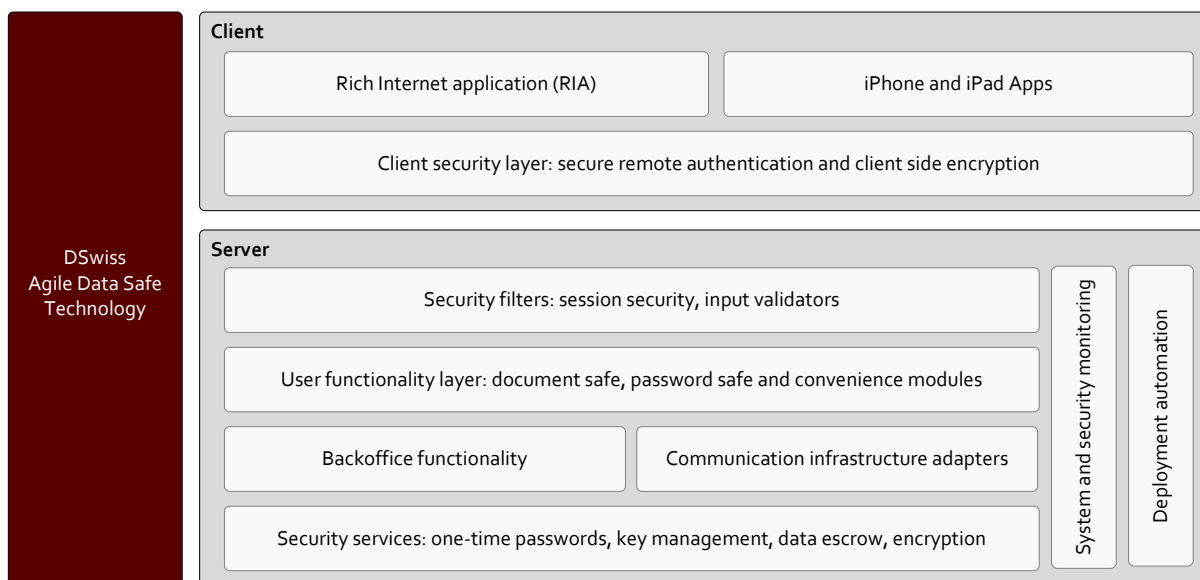 DSwiss
Agile Data Safe
Technology
Client
Rich Internet application (RIA)
iPhone and iPad Apps
Client security layer: secure remote authentication and client side encryption
Server
Security filters: session security, input validators
User functionality layer: document safe, password safe and convenience modules
Backoffice functionality
Communication infrastructure adapters
Security services: one-time passwords, key management, data escrow, encryption
System and security monitoring
Deployment automation